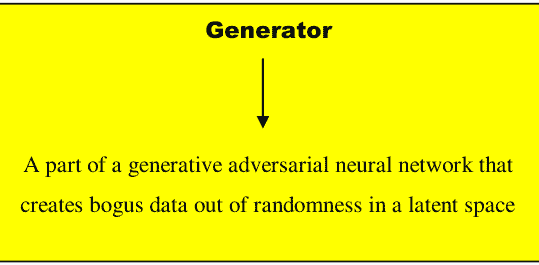 Generator
A part of a generative adversarial neural network that
creates bogus data out of randomness in a latent space